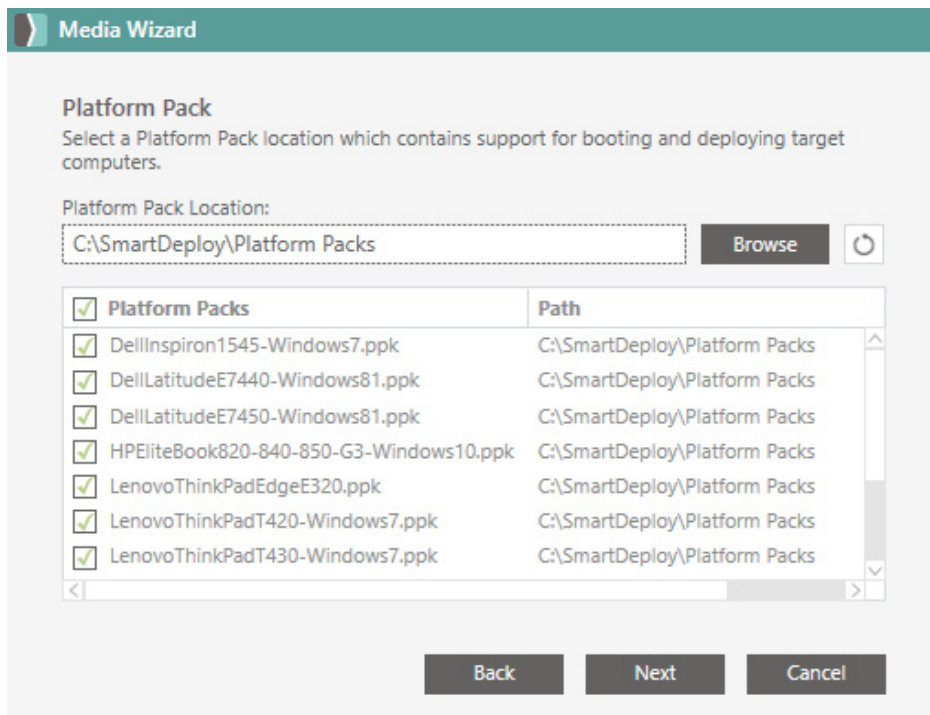 Media Wizard
Platform Pack
Select a Platform Pack location which contains support for booting and deploying target
computers.
Platform Pack Location:
C:\SmartDeploy\Platform Packs Browse
Platform Packs Path
DellInspiron1545-Windows7.ppk C:\SmartDeploy\Platform Packs
DellLatitudeE7440-Windows81.ppk C:\SmartDeploy\Platform Packs
DellLatitudeE7450-Windows81.ppk C:\SmartDeploy\Platform Packs
HPEliteBook820-840-850-G3-Windows10.ppk C:\SmartDeploy\Platform Packs
LenovoThinkPadEdgeE320.ppk C:\SmartDeploy\Platform Packs
LenovoThinkPadT420-Windows7.ppk C:\SmartDeploy\Platform Packs
LenovoThinkPadT430-Windows7.ppk C:\SmartDeploy\Platform Packs
Back Next Cancel